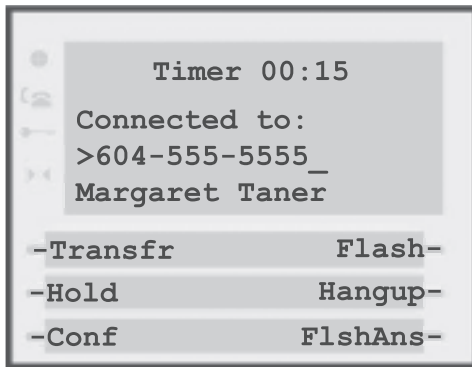 Timer 00:15
Connected to:
>604-555-5555_
Margaret Taner
-Transfr Flash-
-Hold Hangup-
-Conf FlshAns-